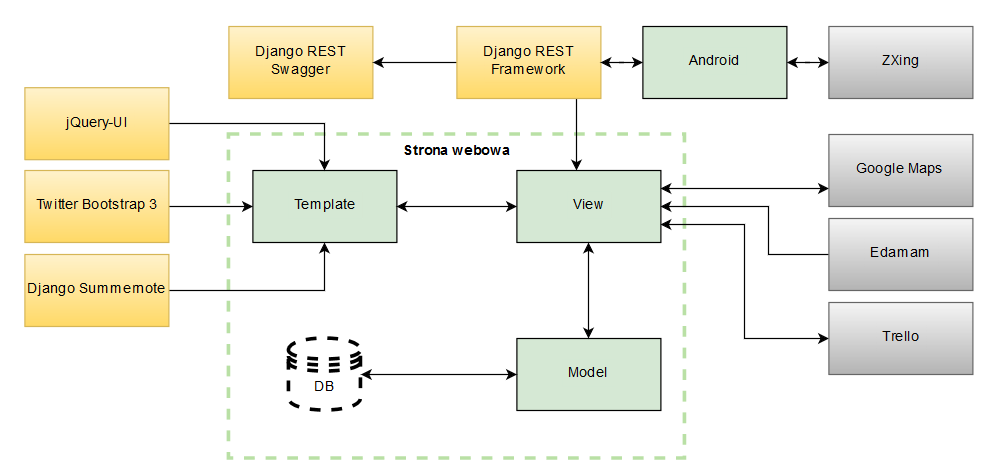 Django REST
Swagger
Django REST
Framework
Android
ZXing
jQuery-UI
Strona webowa
Google Maps
Twitter Bootstrap 3
Template
View
Edamam
Django Summernote
Trello
DB
Model